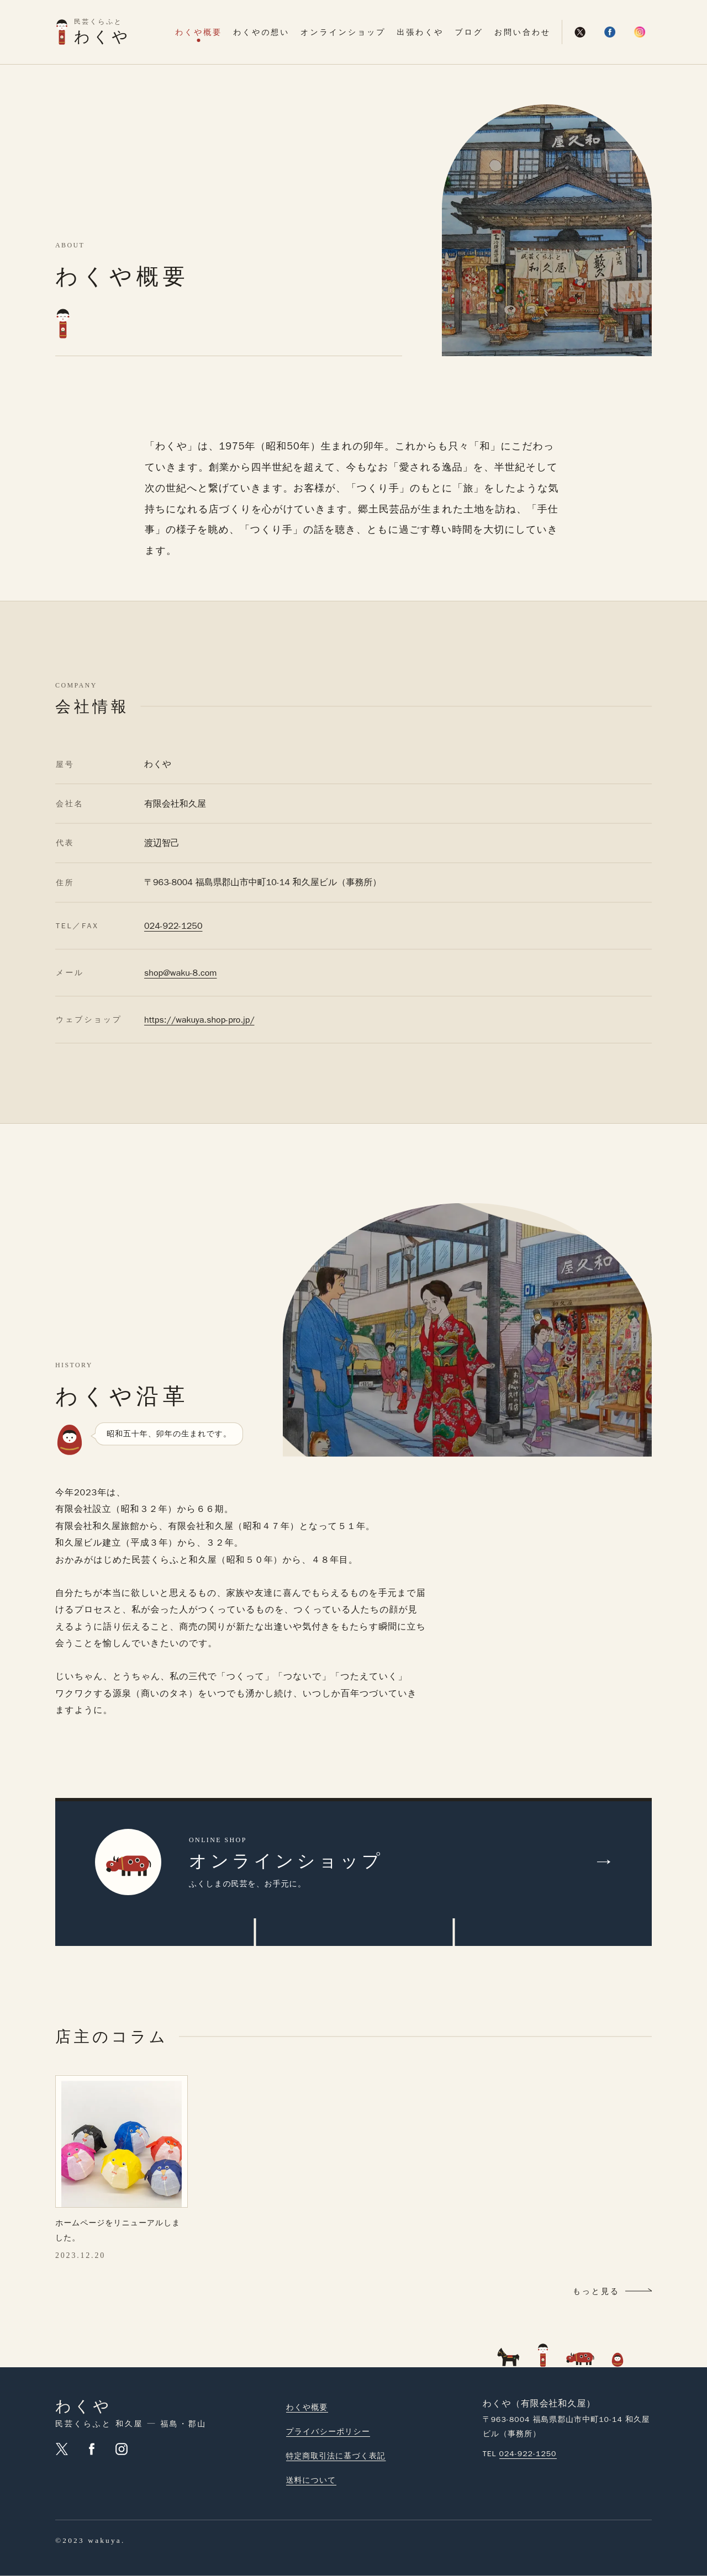 民芸くらふと
わくや
わくや概要
わくやの想い
オンラインショップ
出張わくや
ブログ
お問い合わせ
屋久和
民芸くらふと
和久屋
ABOUT
わくや概要
「わくや」は、1975年（昭和50年）生まれの卯年。これからも只々「和」にこだわっ
ていきます。創業から四半世紀を超えて、今もなお「愛される逸品」を、半世紀そして
次の世紀へと繋げていきます。お客様が、「つくり手」のもとに「旅」をしたような気
持ちになれる店づくりを心がけていきます。郷土民芸品が生まれた土地を訪ね、「手仕
事」の様子を眺め、「つくり手」の話を聴き、ともに過ごす尊い時間を大切にしていき
ます。
COMPANY
会社情報
屋号
わくや
会社名
有限会社和久屋
代表
渡辺智己
住所
〒963-8004 福島県郡山市中町10-14 和久屋ビル（事務所）
TEL／FAX
024-922-1250
メール
shop@waku-8.com
ウェブショップ
https://wakuya.shop-pro.jp/
屋久和
HISTORY
わくや沿革
昭和五十年、卯年の生まれです。
今年2023年は、
有限会社設立（昭和３２年）から６６期。
有限会社和久屋旅館から、有限会社和久屋（昭和４７年）となって５１年。
和久屋ビル建立（平成３年）から、３２年。
おかみがはじめた民芸くらふと和久屋（昭和５０年）から、４８年目。
自分たちが本当に欲しいと思えるもの、家族や友達に喜んでもらえるものを手元まで届
けるプロセスと、私が会った人がつくっているものを、つくっている人たちの顔が見
えるように語り伝えること、商売の関りが新たな出逢いや気付きをもたらす瞬間に立ち
会うことを愉しんでいきたいのです。
じいちゃん、とうちゃん、私の三代で「つくって」「つないで」「つたえていく」
ワクワクする源泉（商いのタネ）をいつでも湧かし続け、いつしか百年つづいていき
ますように。
ONLINE SHOP
オンラインショップ
ふくしまの民芸を、お手元に。
店主のコラム
ホームページをリニューアルしま
した。
2023.12.20
もっと見る
わくや
民芸くらふと 和久屋 ― 福島・郡山
わくや概要
プライバシーポリシー
特定商取引法に基づく表記
送料について
わくや（有限会社和久屋）
〒963-8004 福島県郡山市中町10-14 和久屋
ビル（事務所）
TEL 024-922-1250
©2023 wakuya.